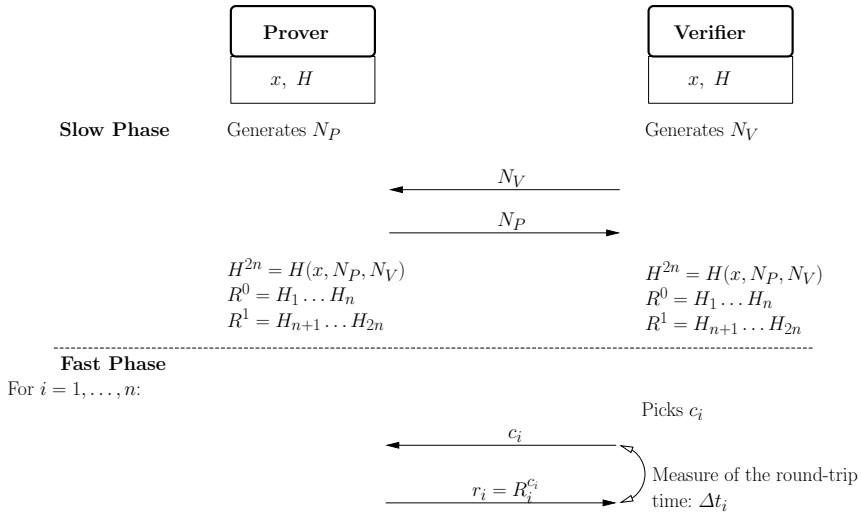 Prover
Verifier
x, H
x, H
Slow Phase
Generates N_P
Generates N_V
N_V
N_P
H^{2n} = H(x, N_P, N_V)
R^0 = H_1 … H_n
R^1 = H_{n+1} … H_{2n}
H^{2n} = H(x, N_P, N_V)
R^0 = H_1 … H_n
R^1 = H_{n+1} … H_{2n}
Fast Phase
For i = 1, …, n:
Picks c_i
c_i
r_i = R_i^{c_i}
Measure of the round-trip
time: Δt_i